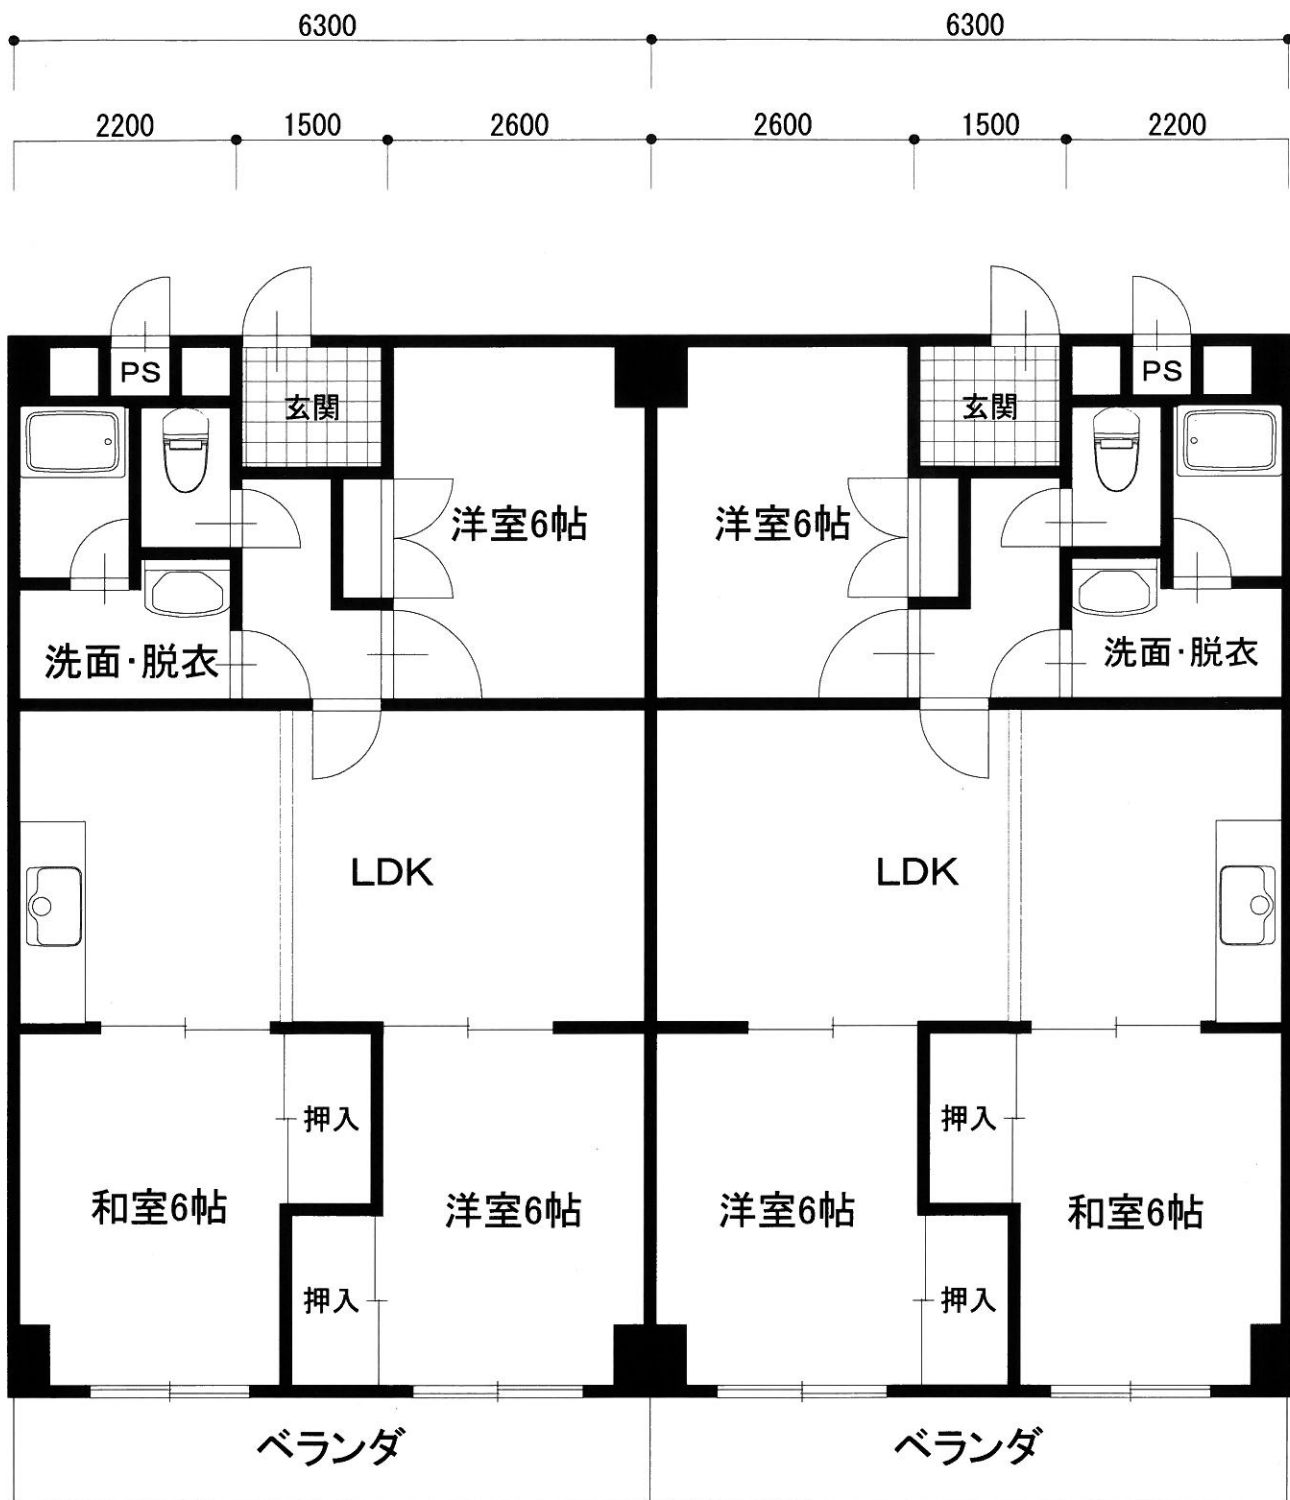 6300 6300
2200 1500 2600 2600 1500 2200
PS PS
玄関 玄関
洋室6帖 洋室6帖
洗面・脱衣 洗面・脱衣
LDK LDK
押入 押入
和室6帖 洋室6帖 洋室6帖 和室6帖
押入 押入
ベランダ ベランダ